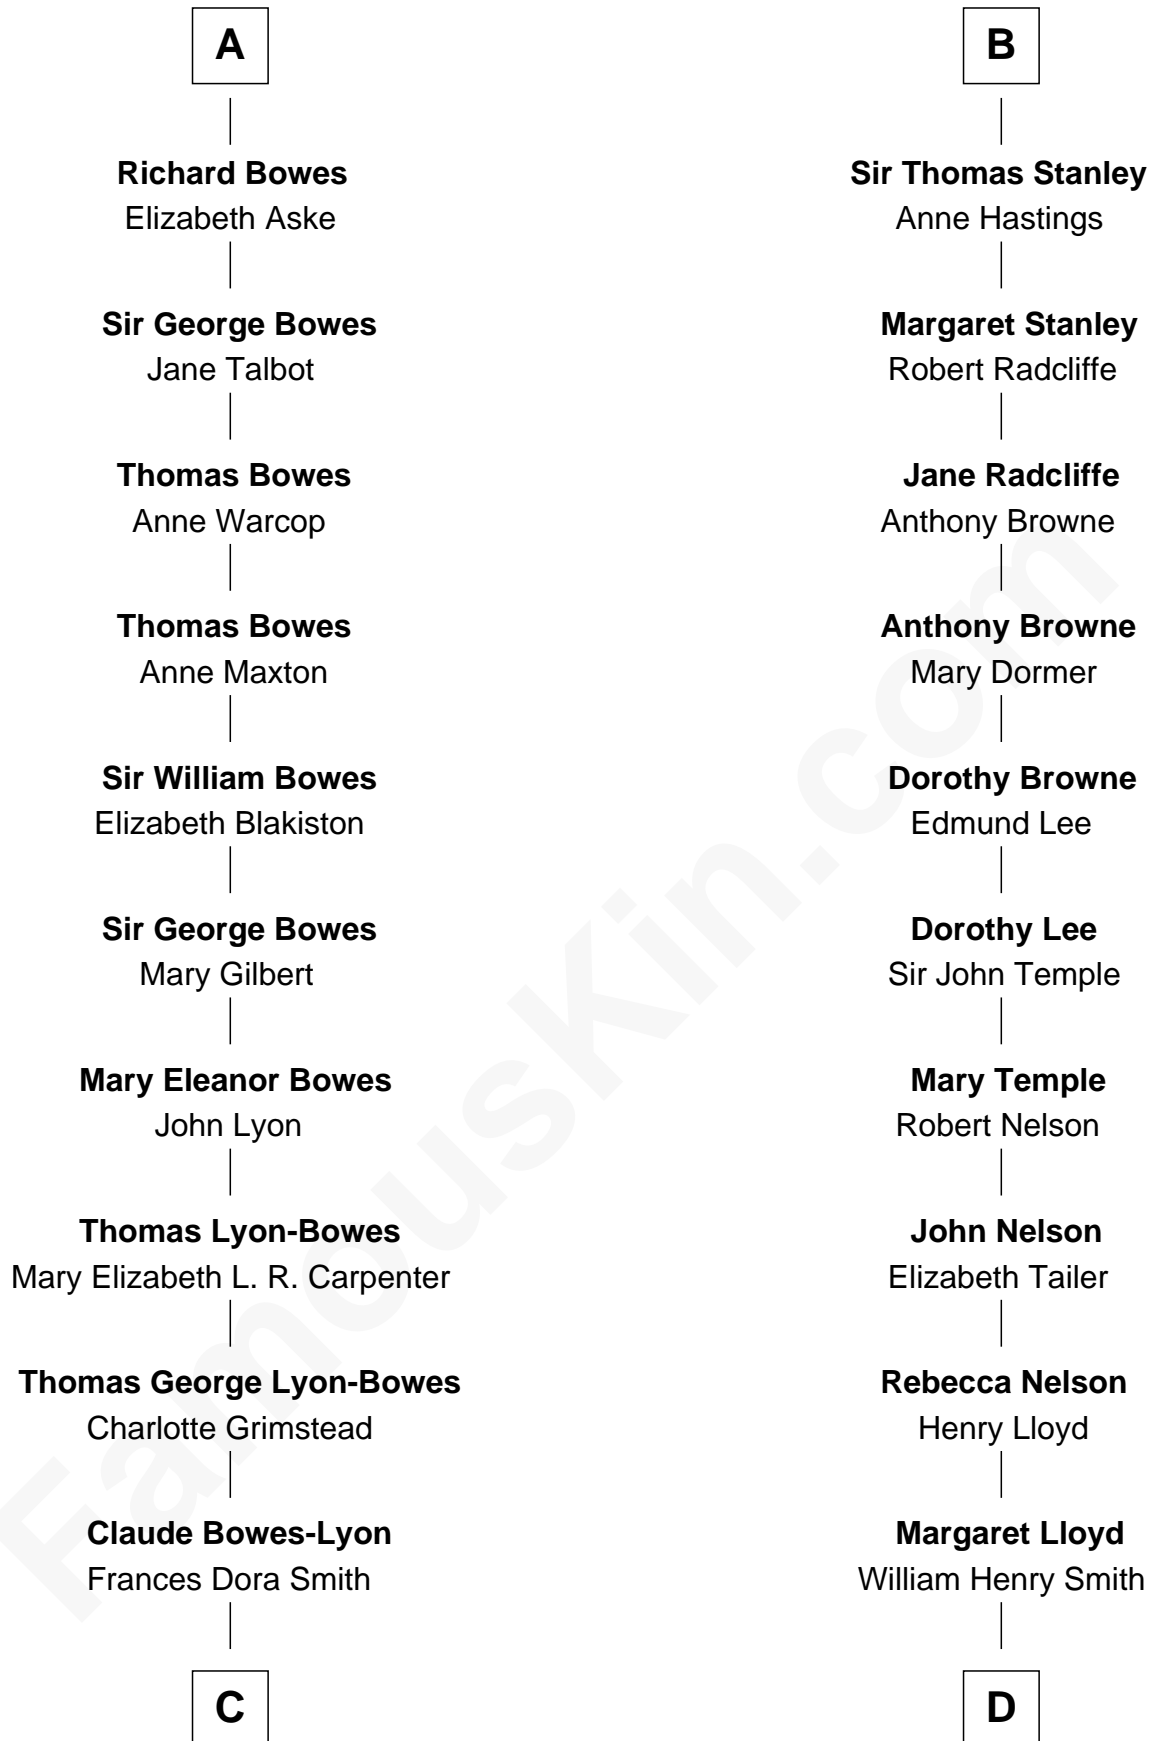 A
Richard Bowes
Elizabeth Aske
Sir George Bowes
Jane Talbot
Thomas Bowes
Anne Warcop
Thomas Bowes
Anne Maxton
Sir William Bowes
Elizabeth Blakiston
Sir George Bowes
Mary Gilbert
Mary Eleanor Bowes
John Lyon
Thomas Lyon-Bowes
Mary Elizabeth L. R. Carpenter
Thomas George Lyon-Bowes
Charlotte Grimstead
Claude Bowes-Lyon
Frances Dora Smith
C
B
Sir Thomas Stanley
Anne Hastings
Margaret Stanley
Robert Radcliffe
Jane Radcliffe
Anthony Browne
Anthony Browne
Mary Dormer
Dorothy Browne
Edmund Lee
Dorothy Lee
Sir John Temple
Mary Temple
Robert Nelson
John Nelson
Elizabeth Tailer
Rebecca Nelson
Henry Lloyd
Margaret Lloyd
William Henry Smith
D
FamousKin.com